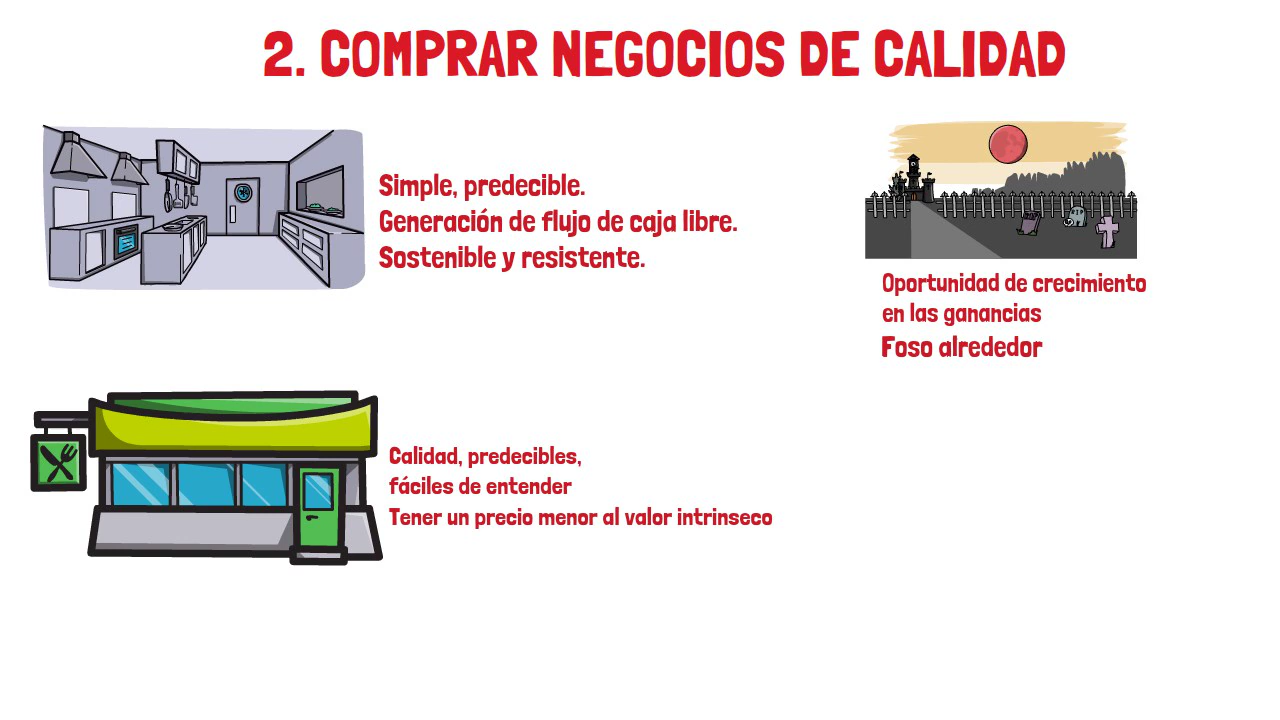 2. COMPRAR NEGOCIOS DE CALIDAD
Simple, predecible.
Generación de flujo de caja libre.
Sostenible y resistente.
Oportunidad de crecimiento
en las ganancias
Foso alrededor
Calidad, predecibles,
fáciles de entender
Tener un precio menor al valor intrinseco